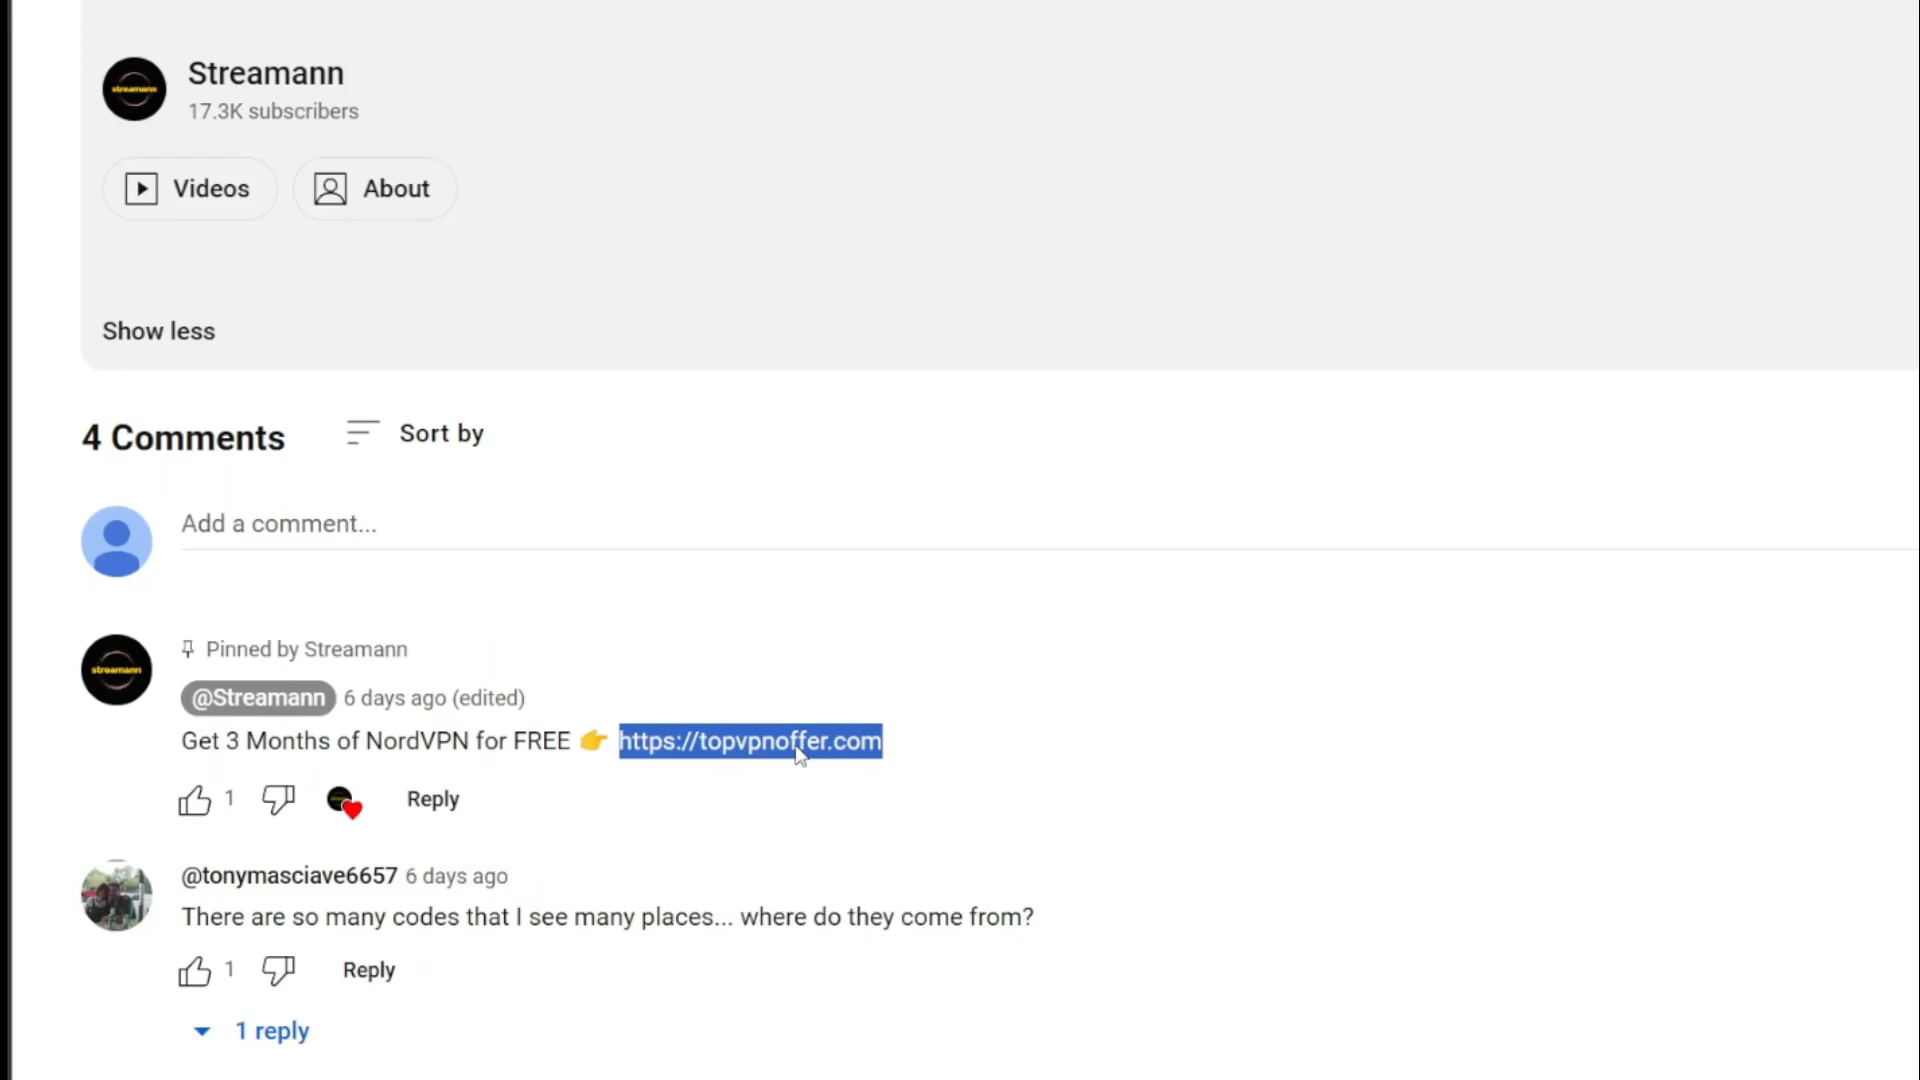 streamann
Streamann
17.3K subscribers
Videos
About
Show less
4 Comments
Sort by
Add a comment...
streamann
Pinned by Streamann
@Streamann 6 days ago (edited)
Get 3 Months of NordVPN for FREE 👉 https://topvpnoffer.com
1
Reply
@tonymasciave6657 6 days ago
There are so many codes that I see many places... where do they come from?
1
Reply
1 reply